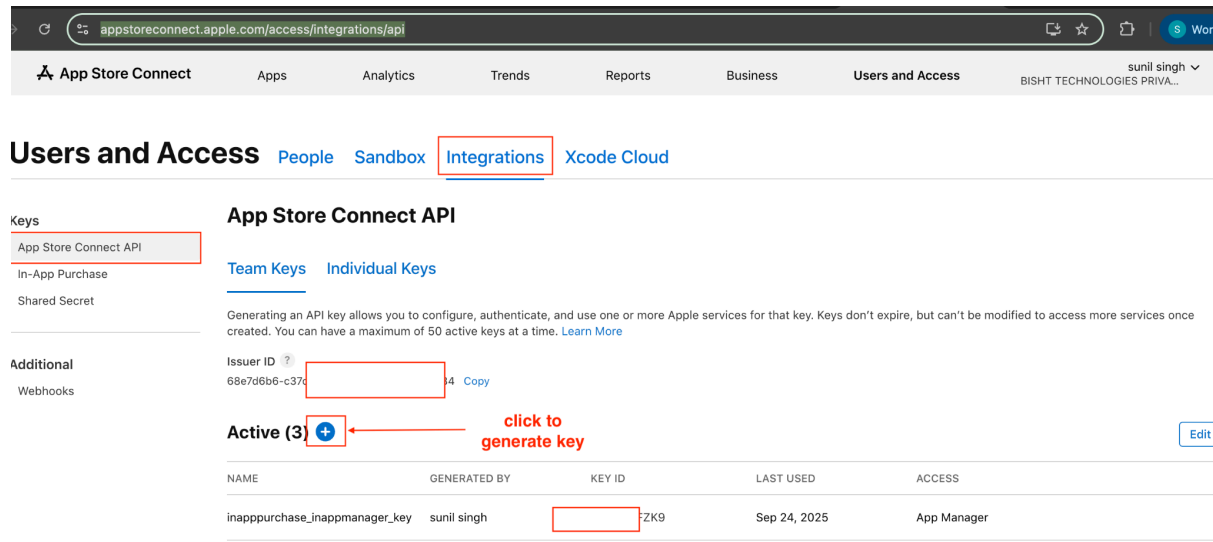 appstoreconnect.apple.com/access/integrations/api
S Wor
App Store Connect Apps Analytics Trends Reports Business Users and Access sunil singh
BISHT TECHNOLOGIES PRIVA...
Users and Access People Sandbox Integrations Xcode Cloud
Keys
App Store Connect API
In-App Purchase
Shared Secret
Additional
Webhooks
App Store Connect API
Team Keys Individual Keys
Generating an API key allows you to configure, authenticate, and use one or more Apple services for that key. Keys don't expire, but can't be modified to access more services once
created. You can have a maximum of 50 active keys at a time. Learn More
Issuer ID ?
68e7d6b6-c37 4 Copy
Active (3)
click to
generate key
Edit
NAME GENERATED BY KEY ID LAST USED ACCESS
inapppurchase_inappmanager_key sunil singh ZK9 Sep 24, 2025 App Manager